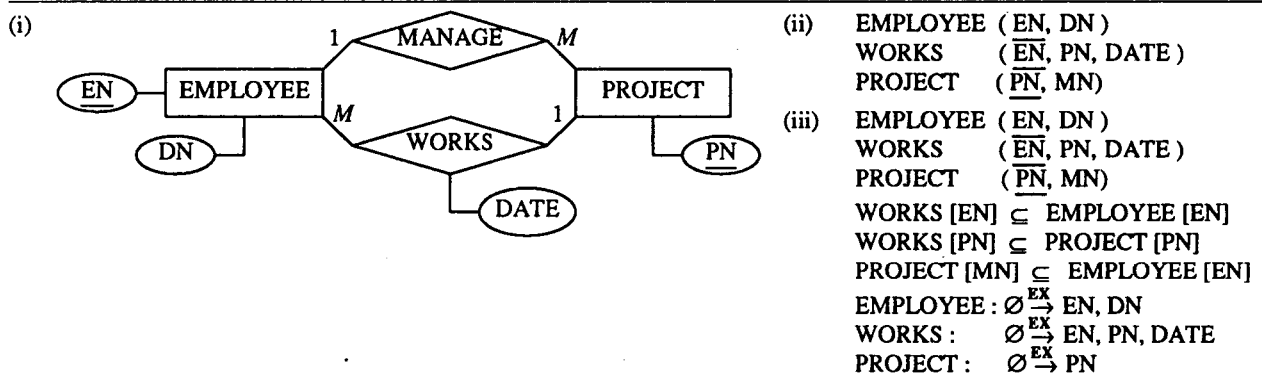 (i)
1 MANAGE M
EN EMPLOYEE PROJECT
M 1
DN WORKS PN
DATE
(ii) EMPLOYEE ( EN, DN )
WORKS ( EN, PN, DATE )
PROJECT ( PN, MN)
(iii) EMPLOYEE ( EN, DN )
WORKS ( EN, PN, DATE )
PROJECT ( PN, MN)
WORKS [EN] ⊆ EMPLOYEE [EN]
WORKS [PN] ⊆ PROJECT [PN]
PROJECT [MN] ⊆ EMPLOYEE [EN]
EMPLOYEE : ∅ EX→ EN, DN
WORKS : ∅ EX→ EN, PN, DATE
PROJECT : ∅ EX→ PN